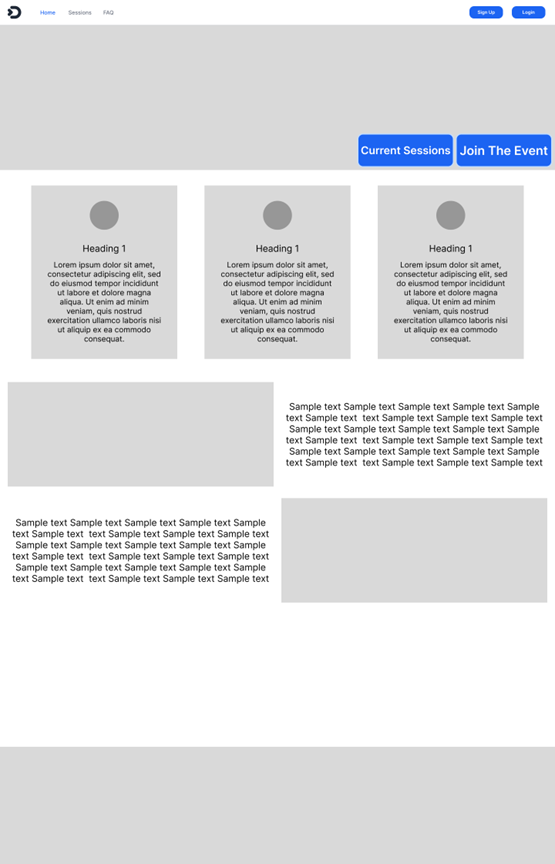 Home Sessions FAQ Sign Up Login
Current Sessions Join The Event
Heading 1
Lorem ipsum dolor sit amet,
consectetur adipiscing elit, sed
do eiusmod tempor incididunt
ut labore et dolore magna
aliqua. Ut enim ad minim
veniam, quis nostrud
exercitation ullamco laboris nisi
ut aliquip ex ea commodo
consequat.
Heading 1
Lorem ipsum dolor sit amet,
consectetur adipiscing elit, sed
do eiusmod tempor incididunt
ut labore et dolore magna
aliqua. Ut enim ad minim
veniam, quis nostrud
exercitation ullamco laboris nisi
ut aliquip ex ea commodo
consequat.
Heading 1
Lorem ipsum dolor sit amet,
consectetur adipiscing elit, sed
do eiusmod tempor incididunt
ut labore et dolore magna
aliqua. Ut enim ad minim
veniam, quis nostrud
exercitation ullamco laboris nisi
ut aliquip ex ea commodo
consequat.
Sample text Sample text Sample text Sample text Sample
text Sample text  text Sample text Sample text Sample text
Sample text Sample text Sample text Sample text Sample
text Sample text  text Sample text Sample text Sample text
Sample text Sample text Sample text Sample text Sample
text Sample text  text Sample text Sample text Sample text
Sample text Sample text Sample text Sample text Sample
text Sample text  text Sample text Sample text Sample text
Sample text Sample text Sample text Sample text Sample
text Sample text  text Sample text Sample text Sample text
Sample text Sample text Sample text Sample text Sample
text Sample text  text Sample text Sample text Sample text